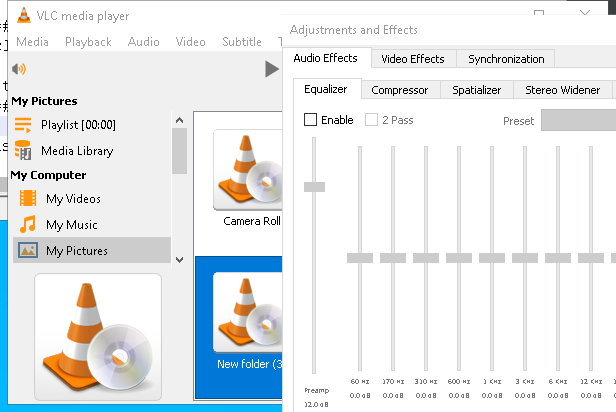 VLC media player
Media Playback Audio Video Subtitle
My Pictures
Playlist [00:00]
Media Library
My Computer
My Videos
My Music
My Pictures
Camera Roll
New folder (3
Adjustments and Effects
Audio Effects Video Effects Synchronization
Equalizer Compressor Spatializer Stereo Widener
Enable 2 Pass Preset
60 Hz 170 Hz 310 Hz 600 Hz 1 KHz 3 KHz 6 KHz 12 KHz
Preamp 0.0 dB 0.0 dB 0.0 dB 0.0 dB 0.0 dB 0.0 dB 0.0 dB 0.0 dB
12.0 dB